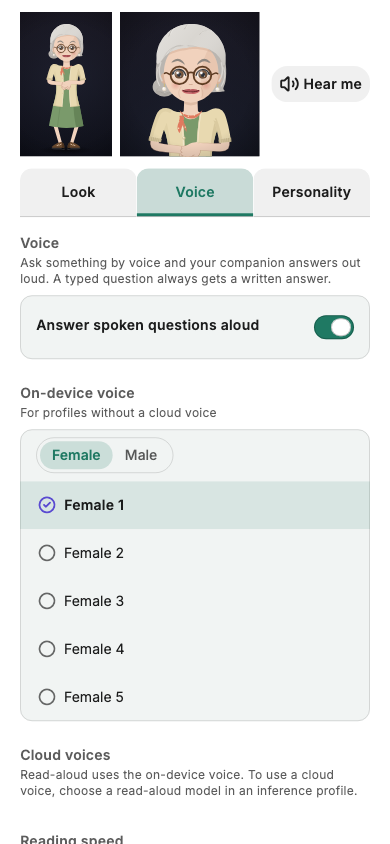 Hear me
Look
Voice
Personality
Voice
Ask something by voice and your companion answers out
loud. A typed question always gets a written answer.
Answer spoken questions aloud
On-device voice
For profiles without a cloud voice
Female
Male
Female 1
Female 2
Female 3
Female 4
Female 5
Cloud voices
Read-aloud uses the on-device voice. To use a cloud
voice, choose a read-aloud model in an inference profile.
Reading speed